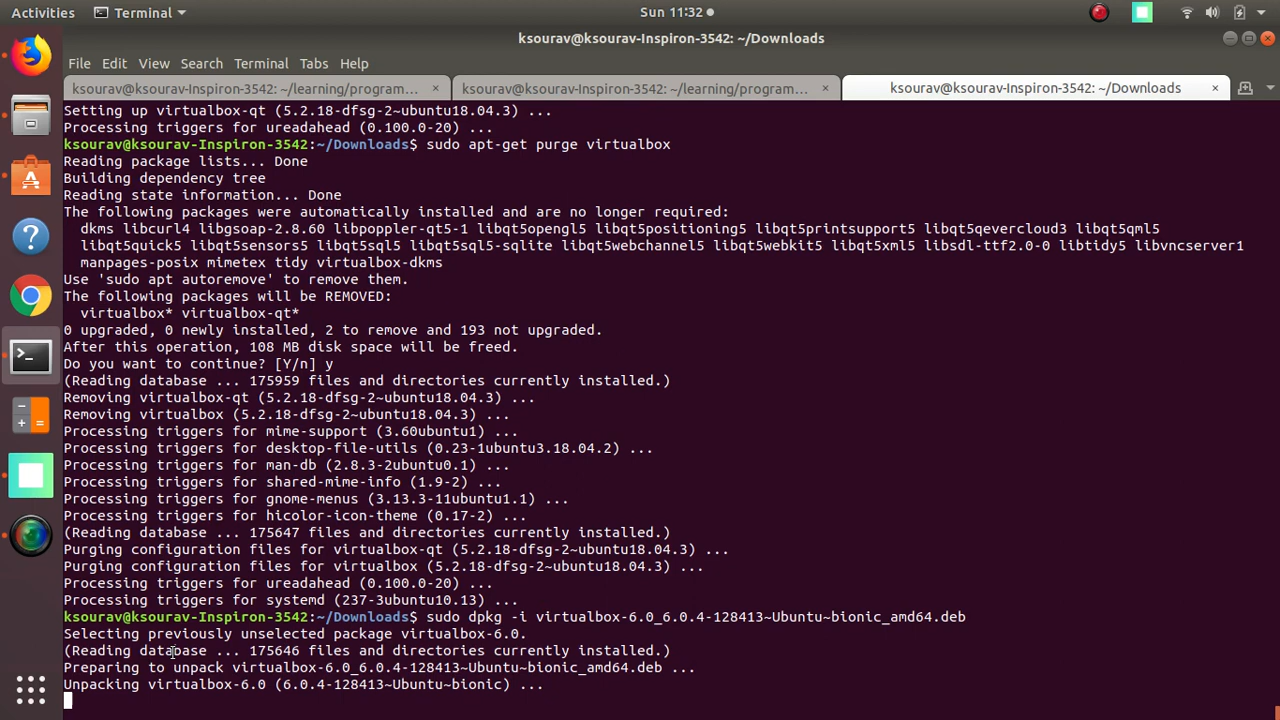 Activities Terminal Sun 11:32
ksourav@ksourav-Inspiron-3542: ~/Downloads
File Edit View Search Terminal Tabs Help
ksourav@ksourav-Inspiron-3542: ~/learning/program... × ksourav@ksourav-Inspiron-3542: ~/learning/program... × ksourav@ksourav-Inspiron-3542: ~/Downloads ×
Setting up virtualbox-qt (5.2.18-dfsg-2~ubuntu18.04.3) ...
Processing triggers for ureadahead (0.100.0-20) ...
ksourav@ksourav-Inspiron-3542:~/Downloads$ sudo apt-get purge virtualbox
Reading package lists... Done
Building dependency tree
Reading state information... Done
The following packages were automatically installed and are no longer required:
dkms libcurl4 libgsoap-2.8.60 libpoppler-qt5-1 libqt5opengl5 libqt5positioning5 libqt5printsupport5 libqt5qevercloud3 libqt5qml5
libqt5quick5 libqt5sensors5 libqt5sql5 libqt5sql5-sqlite libqt5webchannel5 libqt5webkit5 libqt5xml5 libsdl-ttf2.0-0 libtidy5 libvncserver1
manpages-posix mimetex tidy virtualbox-dkms
Use 'sudo apt autoremove' to remove them.
The following packages will be REMOVED:
virtualbox* virtualbox-qt*
0 upgraded, 0 newly installed, 2 to remove and 193 not upgraded.
After this operation, 108 MB disk space will be freed.
Do you want to continue? [Y/n] y
(Reading database ... 175959 files and directories currently installed.)
Removing virtualbox-qt (5.2.18-dfsg-2~ubuntu18.04.3) ...
Removing virtualbox (5.2.18-dfsg-2~ubuntu18.04.3) ...
Processing triggers for mime-support (3.60ubuntu1) ...
Processing triggers for desktop-file-utils (0.23-1ubuntu3.18.04.2) ...
Processing triggers for man-db (2.8.3-2ubuntu0.1) ...
Processing triggers for shared-mime-info (1.9-2) ...
Processing triggers for gnome-menus (3.13.3-11ubuntu1.1) ...
Processing triggers for hicolor-icon-theme (0.17-2) ...
(Reading database ... 175647 files and directories currently installed.)
Purging configuration files for virtualbox-qt (5.2.18-dfsg-2~ubuntu18.04.3) ...
Purging configuration files for virtualbox (5.2.18-dfsg-2~ubuntu18.04.3) ...
Processing triggers for ureadahead (0.100.0-20) ...
Processing triggers for systemd (237-3ubuntu10.13) ...
ksourav@ksourav-Inspiron-3542:~/Downloads$ sudo dpkg -i virtualbox-6.0_6.0.4-128413~Ubuntu~bionic_amd64.deb
Selecting previously unselected package virtualbox-6.0.
(Reading database ... 175646 files and directories currently installed.)
Preparing to unpack virtualbox-6.0_6.0.4-128413~Ubuntu~bionic_amd64.deb ...
Unpacking virtualbox-6.0 (6.0.4-128413~Ubuntu~bionic) ...